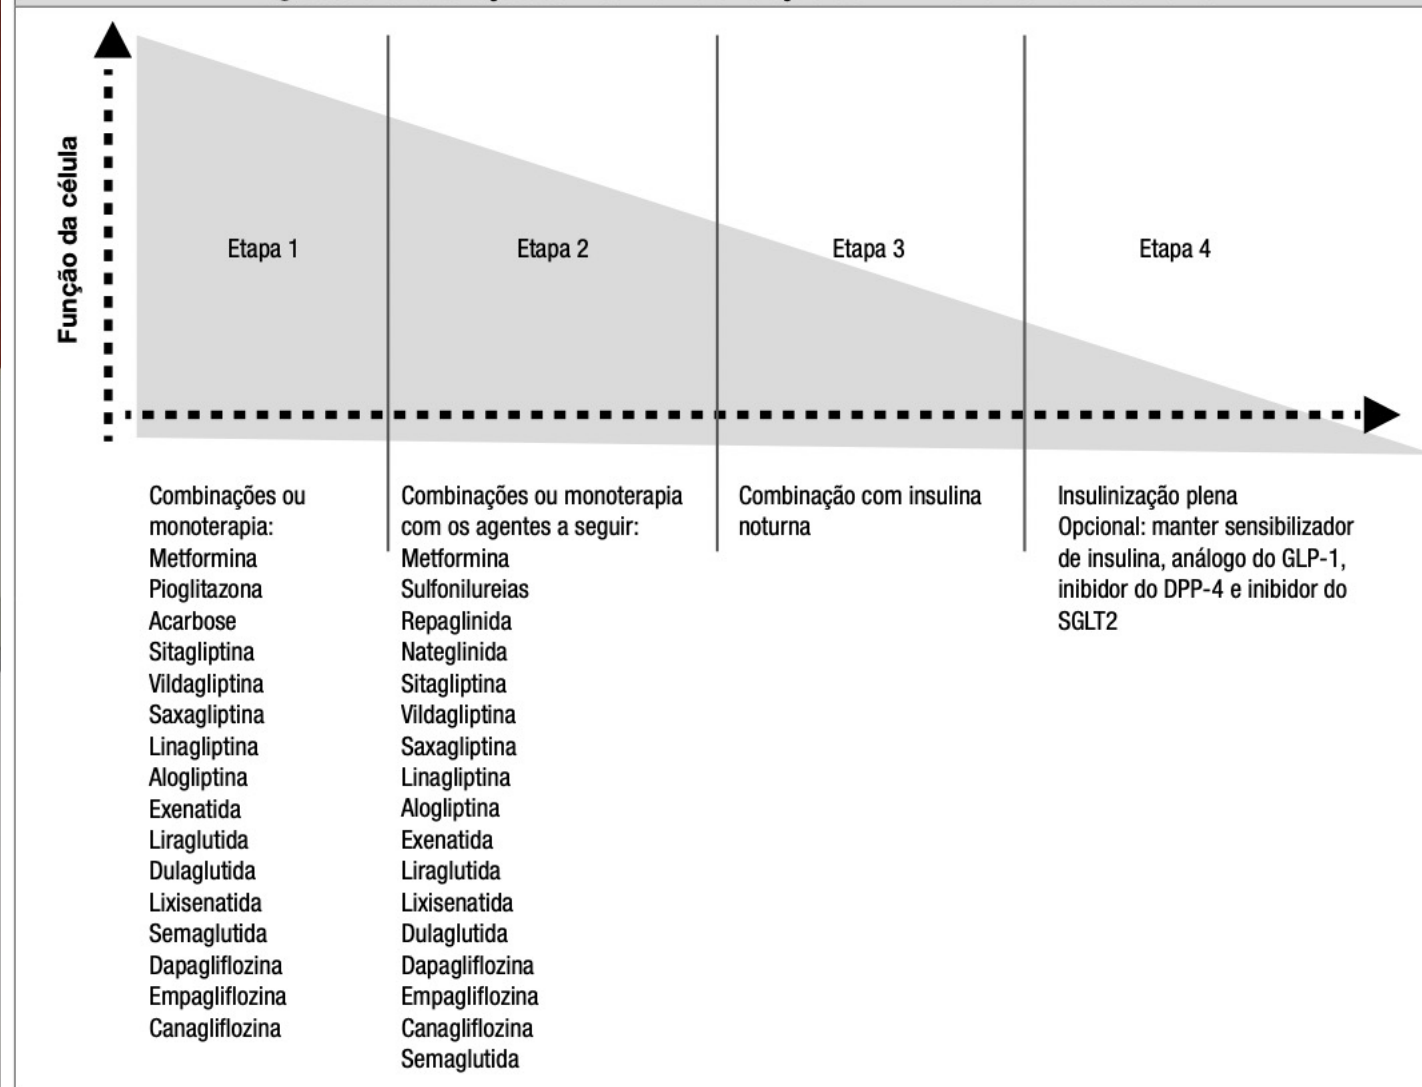 Função da célula
Etapa 1
Etapa 2
Etapa 3
Etapa 4
Combinações ou
monoterapia:
Metformina
Pioglitazona
Acarbose
Sitagliptina
Vildagliptina
Saxagliptina
Linagliptina
Alogliptina
Exenatida
Liraglutida
Dulaglutida
Lixisenatida
Semaglutida
Dapagliflozina
Empagliflozina
Canagliflozina
Combinações ou monoterapia
com os agentes a seguir:
Metformina
Sulfonilureias
Repaglinida
Nateglinida
Sitagliptina
Vildagliptina
Saxagliptina
Linagliptina
Alogliptina
Exenatida
Liraglutida
Lixisenatida
Dulaglutida
Dapagliflozina
Empagliflozina
Canagliflozina
Semaglutida
Combinação com insulina
noturna
Insulinização plena
Opcional: manter sensibilizador
de insulina, análogo do GLP-1,
inibidor do DPP-4 e inibidor do
SGLT2